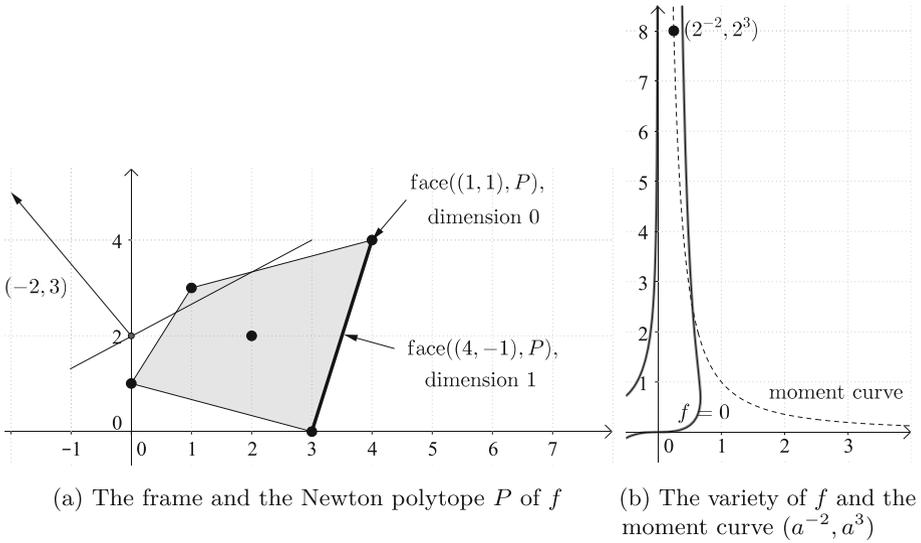 face((1, 1), P),
dimension 0
4
(−2, 3)
2
face((4, −1), P),
dimension 1
0
−1 0 1 2 3 4 5 6 7
(a) The frame and the Newton polytope P of f
8
(2⁻², 2³)
7
6
5
4
3
2
1
moment curve
f = 0
0 1 2 3
(b) The variety of f and the
moment curve (a⁻², a³)